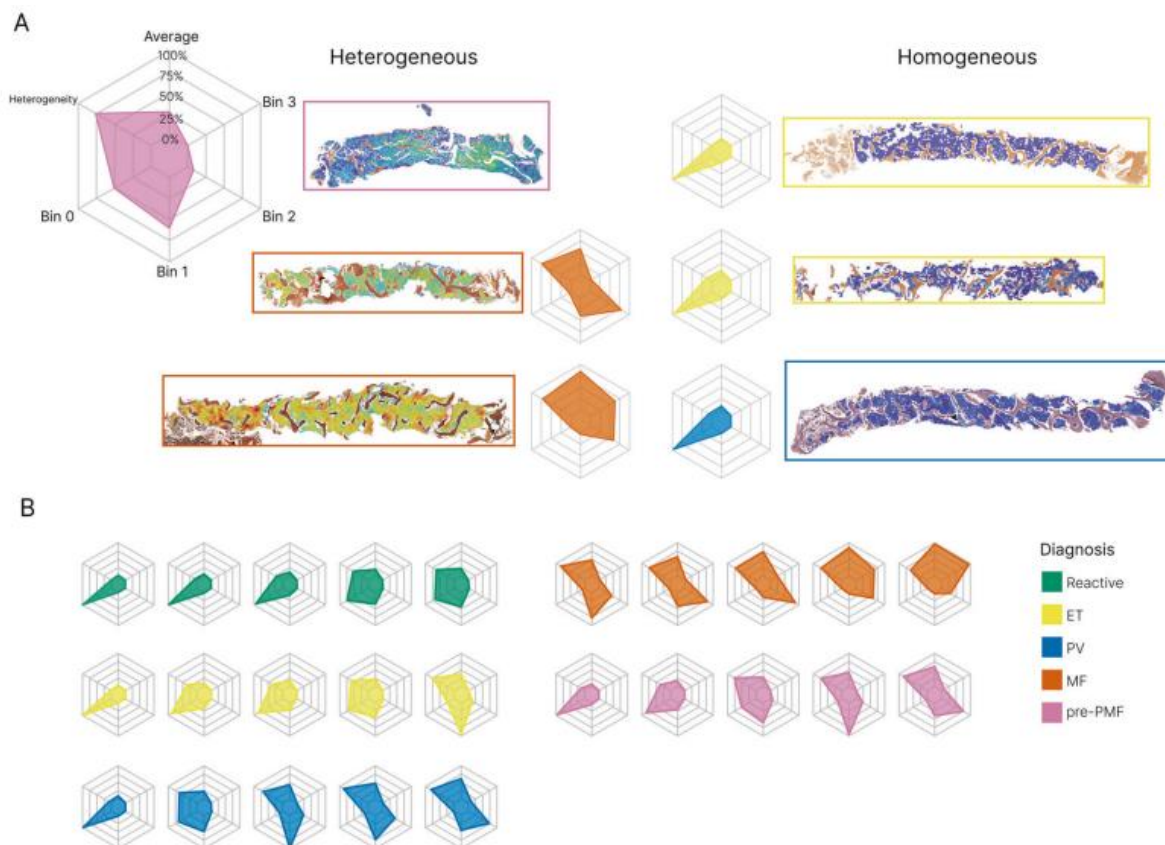 A
Average
100%
75%
50%
25%
0%
Heterogeneity
Bin 3
Bin 0
Bin 2
Bin 1
Heterogeneous
Homogeneous
B
Diagnosis
Reactive
ET
PV
MF
pre-PMF